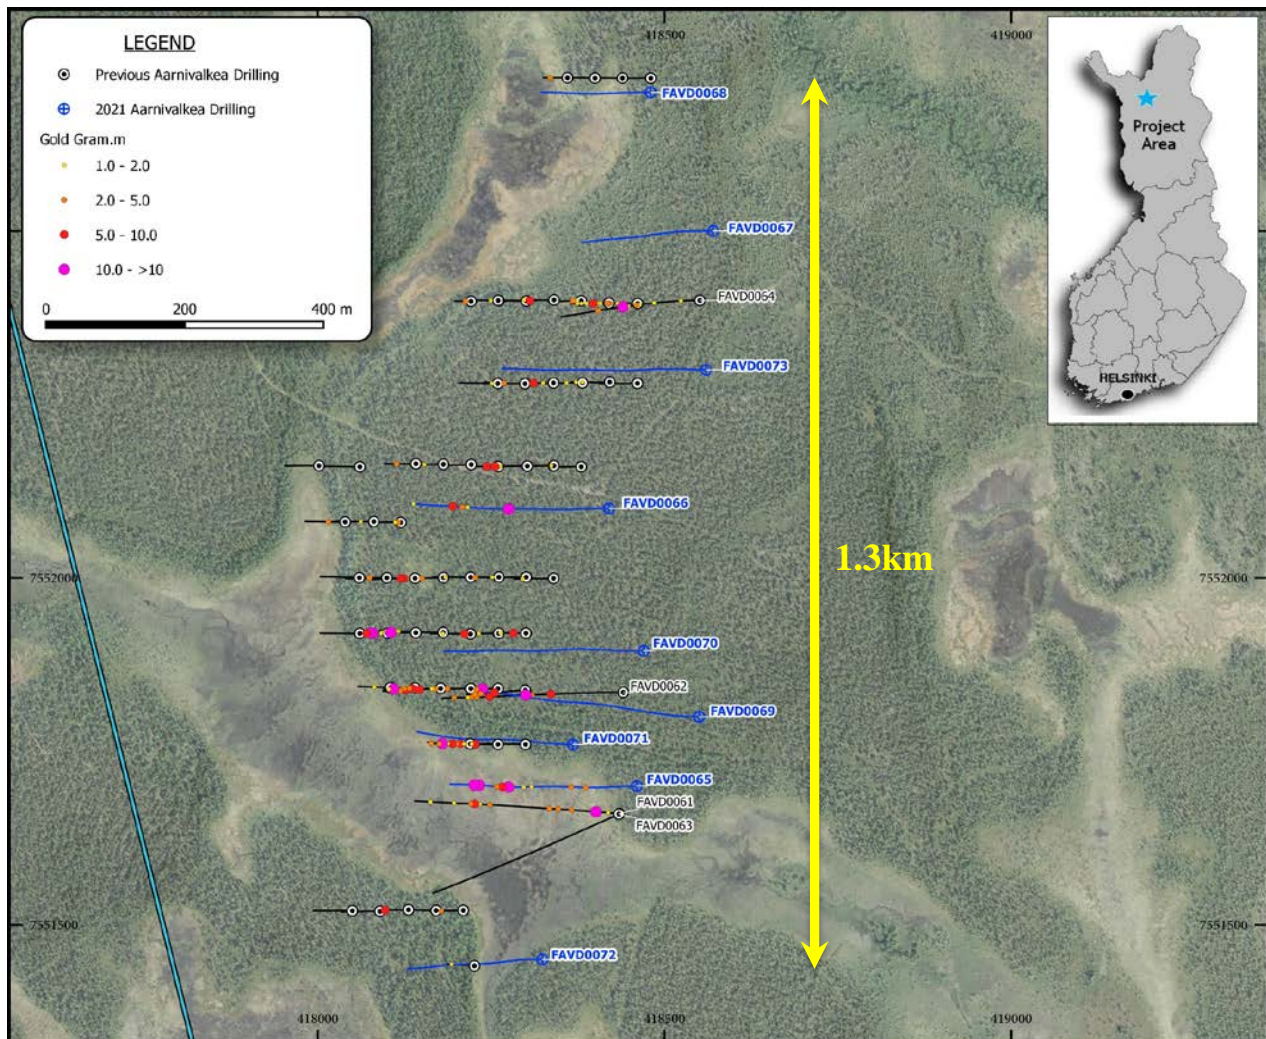 LEGEND
Previous Aarnivalkea Drilling
2021 Aarnivalkea Drilling
Gold Gram.m
1.0 - 2.0
2.0 - 5.0
5.0 - 10.0
10.0 - >10
0 200 400 m
418500
419000
Project
Area
HELSINKI
FAVD0068
FAVD0067
FAVD0064
FAVD0073
FAVD0066
1.3km
7552000
7552000
FAVD0070
FAVD0062
FAVD0069
FAVD0071
FAVD0065
FAVD0061
FAVD0063
7551500
7551500
FAVD0072
418000
418500
419000